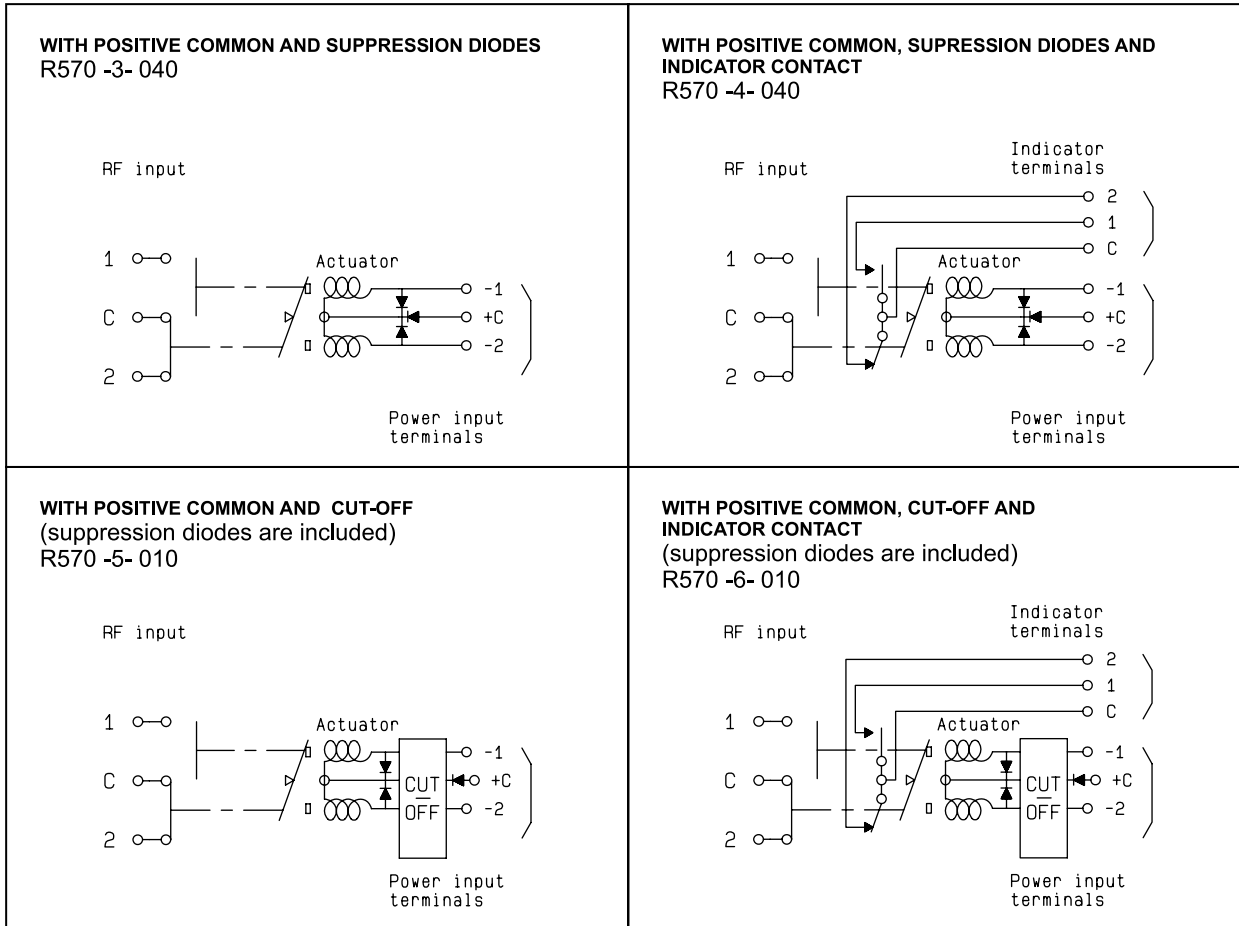 WITH POSITIVE COMMON AND SUPPRESSION DIODES
R570 -3- 040
RF input
1
C
2
Actuator
-1
+C
-2
Power input
terminals
WITH POSITIVE COMMON, SUPRESSION DIODES AND
INDICATOR CONTACT
R570 -4- 040
RF input
Indicator
terminals
2
1
C
1
C
2
Actuator
-1
+C
-2
Power input
terminals
WITH POSITIVE COMMON AND CUT-OFF
(suppression diodes are included)
R570 -5- 010
RF input
1
C
2
Actuator
CUT
OFF
-1
+C
-2
Power input
terminals
WITH POSITIVE COMMON, CUT-OFF AND
INDICATOR CONTACT
(suppression diodes are included)
R570 -6- 010
RF input
Indicator
terminals
2
1
C
1
C
2
Actuator
CUT
OFF
-1
+C
-2
Power input
terminals